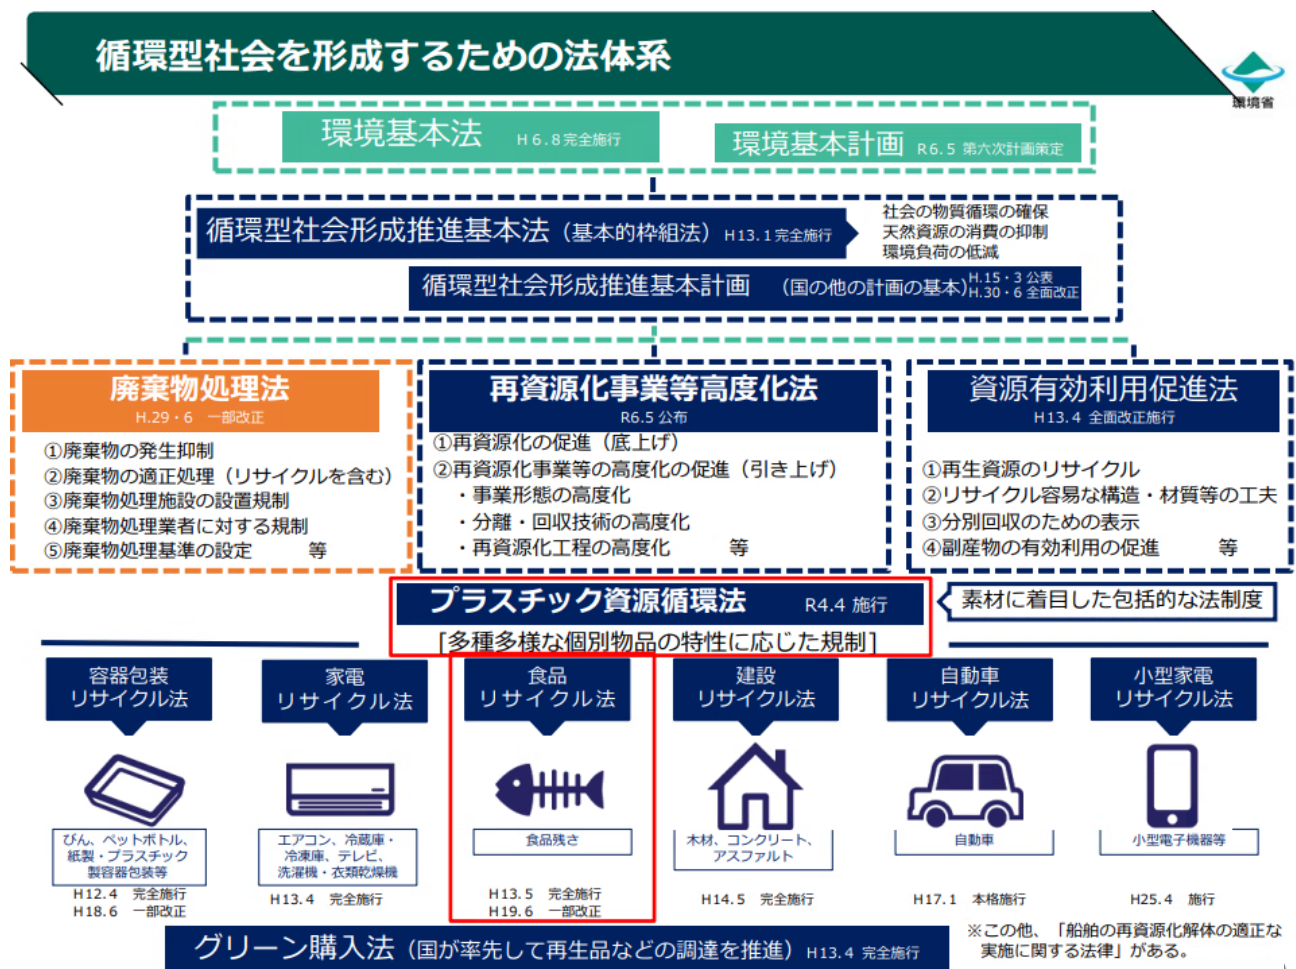 循環型社会を形成するための法体系
環境省
環境基本法 H6.8完全施行
環境基本計画 R6.5 第六次計画策定
循環型社会形成推進基本法（基本的枠組法）H13.1完全施行
社会の物質循環の確保
天然資源の消費の抑制
環境負荷の低減
循環型社会形成推進基本計画 （国の他の計画の基本）
H.15・3 公表
H.30・6 全面改正
廃棄物処理法
H.29・6 一部改正
①廃棄物の発生抑制
②廃棄物の適正処理（リサイクルを含む）
③廃棄物処理施設の設置規制
④廃棄物処理業者に対する規制
⑤廃棄物処理基準の設定 等
再資源化事業等高度化法
R6.5 公布
①再資源化の促進（底上げ）
②再資源化事業等の高度化の促進（引き上げ）
・事業形態の高度化
・分離・回収技術の高度化
・再資源化工程の高度化 等
資源有効利用促進法
H13.4 全面改正施行
①再生資源のリサイクル
②リサイクル容易な構造・材質等の工夫
③分別回収のための表示
④副産物の有効利用の促進 等
プラスチック資源循環法 R4.4 施行
素材に着目した包括的な法制度
[多種多様な個別物品の特性に応じた規制]
容器包装
リサイクル法
びん、ペットボトル、
紙製・プラスチック
製容器包装等
H12.4 完全施行
H18.6 一部改正
家電
リサイクル法
エアコン、冷蔵庫・
冷凍庫、テレビ、
洗濯機・衣類乾燥機
H13.4 完全施行
食品
リサイクル法
食品残さ
H13.5 完全施行
H19.6 一部改正
建設
リサイクル法
木材、コンクリート、
アスファルト
H14.5 完全施行
自動車
リサイクル法
自動車
H17.1 本格施行
小型家電
リサイクル法
小型電子機器等
H25.4 施行
グリーン購入法（国が率先して再生品などの調達を推進）H13.4 完全施行
※この他、「船舶の再資源化解体の適正な
実施に関する法律」がある。